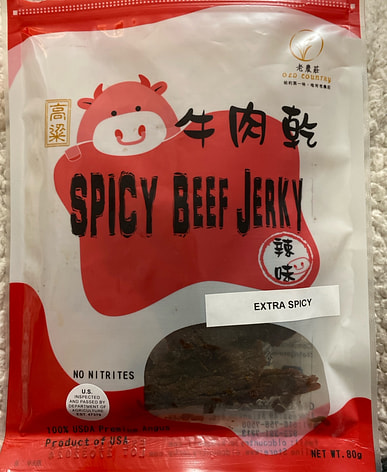 老農莊
OLD COUNTRY
高粱
牛肉乾
SPICY BEEF JERKY
辣味
EXTRA SPICY
NO NITRITES
U.S.
INSPECTED
AND PASSED BY
DEPARTMENT OF
AGRICULTURE
100% USDA Premium Angus
Product of USA
NET WT. 80g